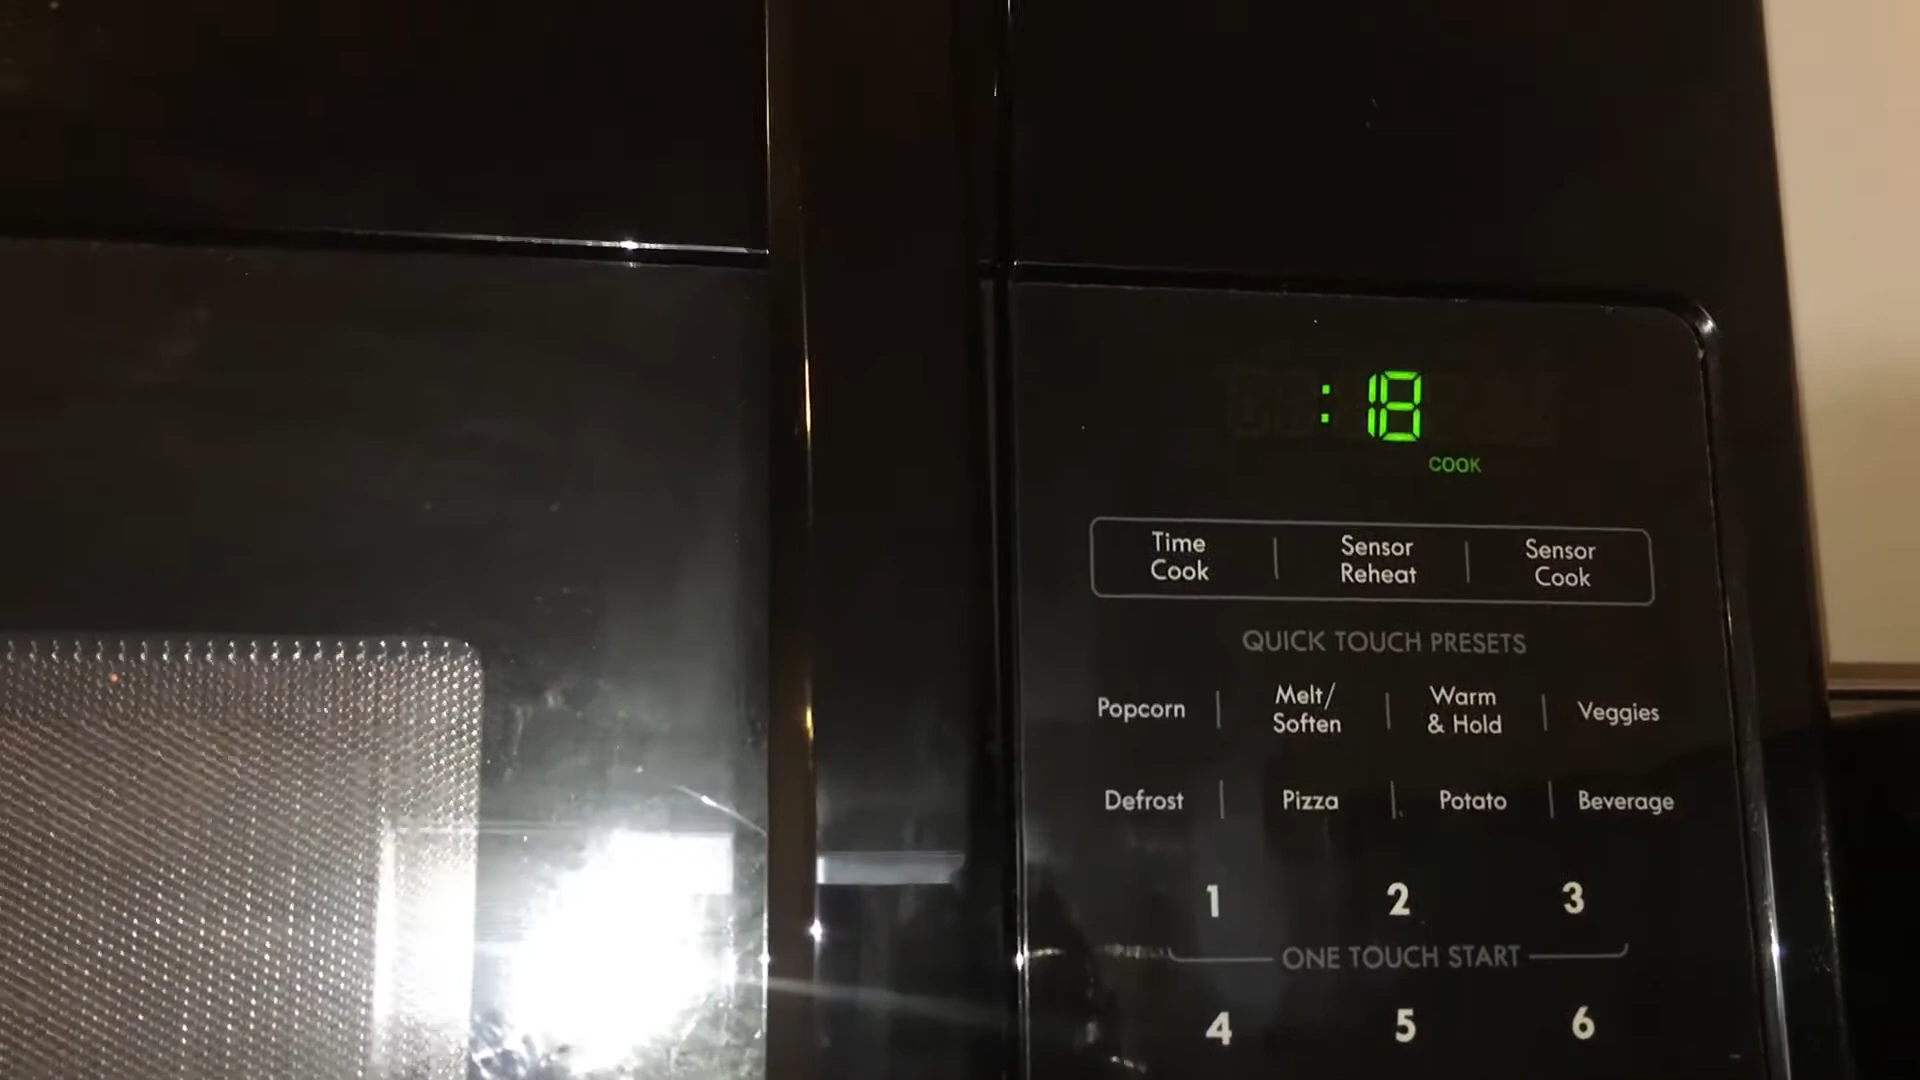 :18
COOK
Time Cook | Sensor Reheat | Sensor Cook
QUICK TOUCH PRESETS
Popcorn | Melt/Soften | Warm & Hold | Veggies
Defrost | Pizza | Potato | Beverage
1 2 3
ONE TOUCH START
4 5 6